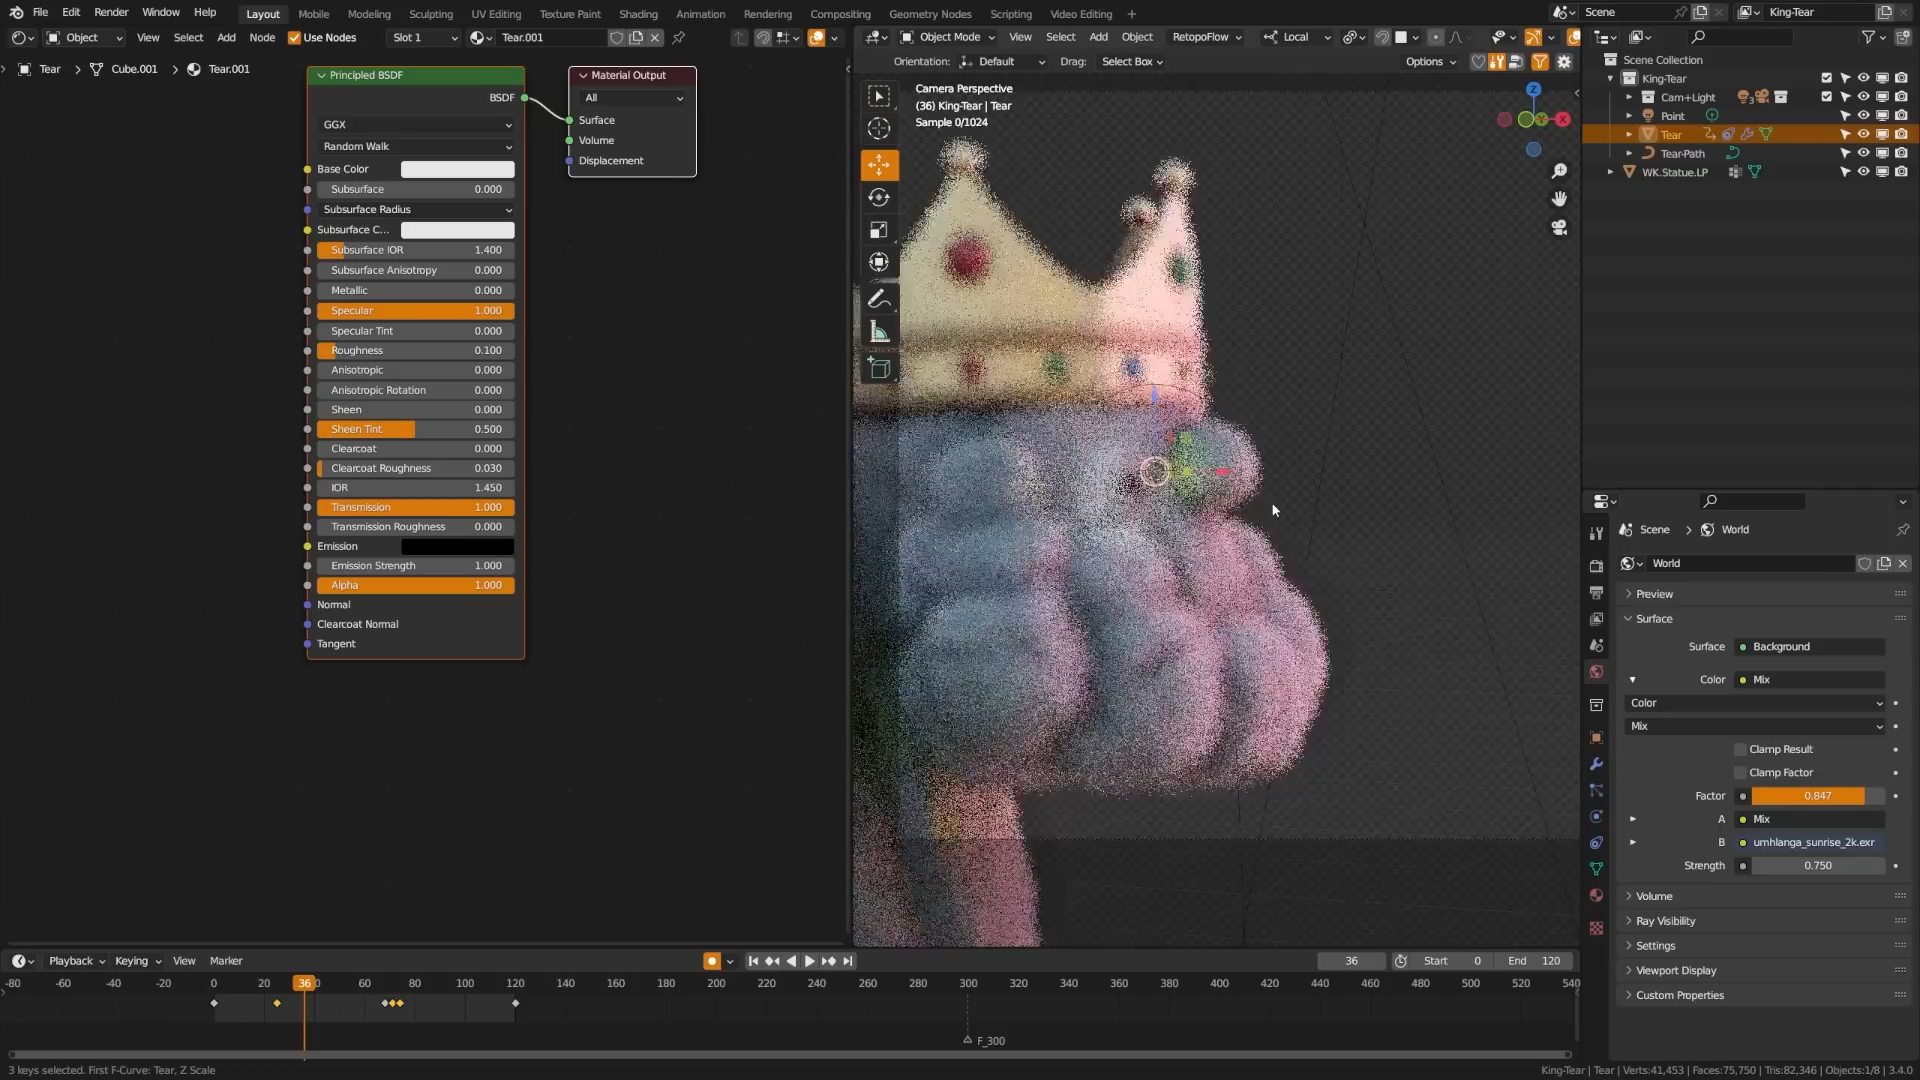 File Edit Render Window Help Layout Mobile Modeling Sculpting UV Editing Texture Paint Shading Animation Rendering Compositing Geometry Nodes Scripting Video Editing + Scene King-Tear
Object View Select Add Node Use Nodes Slot 1 Tear.001 Object Mode View Select Add Object RetopoFlow Local
Orientation: Default Drag: Select Box Options
Tear > Cube.001 > Tear.001
Principled BSDF
BSDF
GGX
Random Walk
Base Color
Subsurface 0.000
Subsurface Radius
Subsurface C...
Subsurface IOR 1.400
Subsurface Anisotropy 0.000
Metallic 0.000
Specular 1.000
Specular Tint 0.000
Roughness 0.100
Anisotropic 0.000
Anisotropic Rotation 0.000
Sheen 0.000
Sheen Tint 0.500
Clearcoat 0.000
Clearcoat Roughness 0.030
IOR 1.450
Transmission 1.000
Transmission Roughness 0.000
Emission
Emission Strength 1.000
Alpha 1.000
Normal
Clearcoat Normal
Tangent
Material Output
All
Surface
Volume
Displacement
Camera Perspective
(36) King-Tear | Tear
Sample 0/1024
Z
X
Scene Collection
King-Tear
Cam+Light 3
Point
Tear
Tear-Path
WK.Statue.LP
Scene > World
World
Preview
Surface
Surface Background
Color Mix
Color
Mix
Clamp Result
Clamp Factor
Factor 0.847
A Mix
B umhlanga_sunrise_2k.exr
Strength 0.750
Volume
Ray Visibility
Settings
Viewport Display
Custom Properties
Playback Keying View Marker 36 Start 0 End 120
-80 -60 -40 -20 0 20 36 60 80 100 120 140 160 180 200 220 240 260 280 300 320 340 360 380 400 420 440 460 480 500 520 540
F_300
3 keys selected. First F-Curve: Tear, Z Scale
King-Tear | Tear | Verts:41,453 | Faces:75,750 | Tris:82,346 | Objects:1/8 | 3.4.0